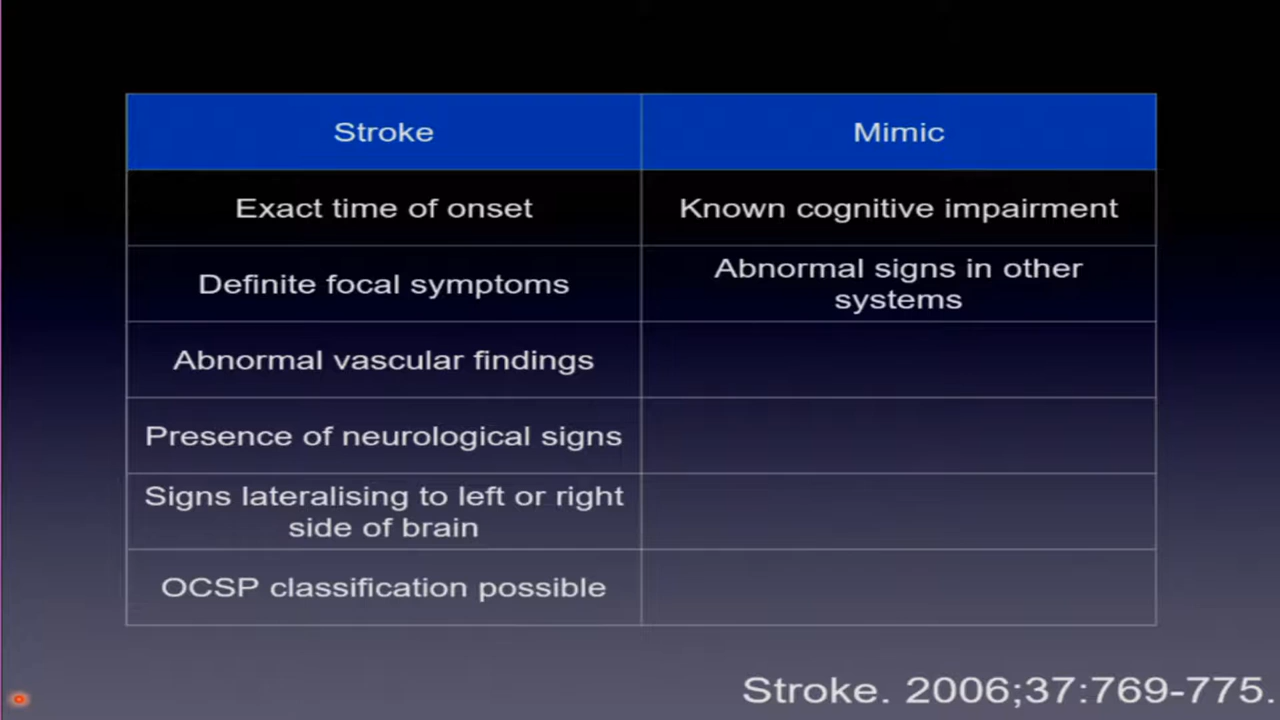 Stroke
Mimic
Exact time of onset
Known cognitive impairment
Definite focal symptoms
Abnormal signs in other
systems
Abnormal vascular findings
Presence of neurological signs
Signs lateralising to left or right
side of brain
OCSP classification possible
Stroke. 2006;37:769-775.